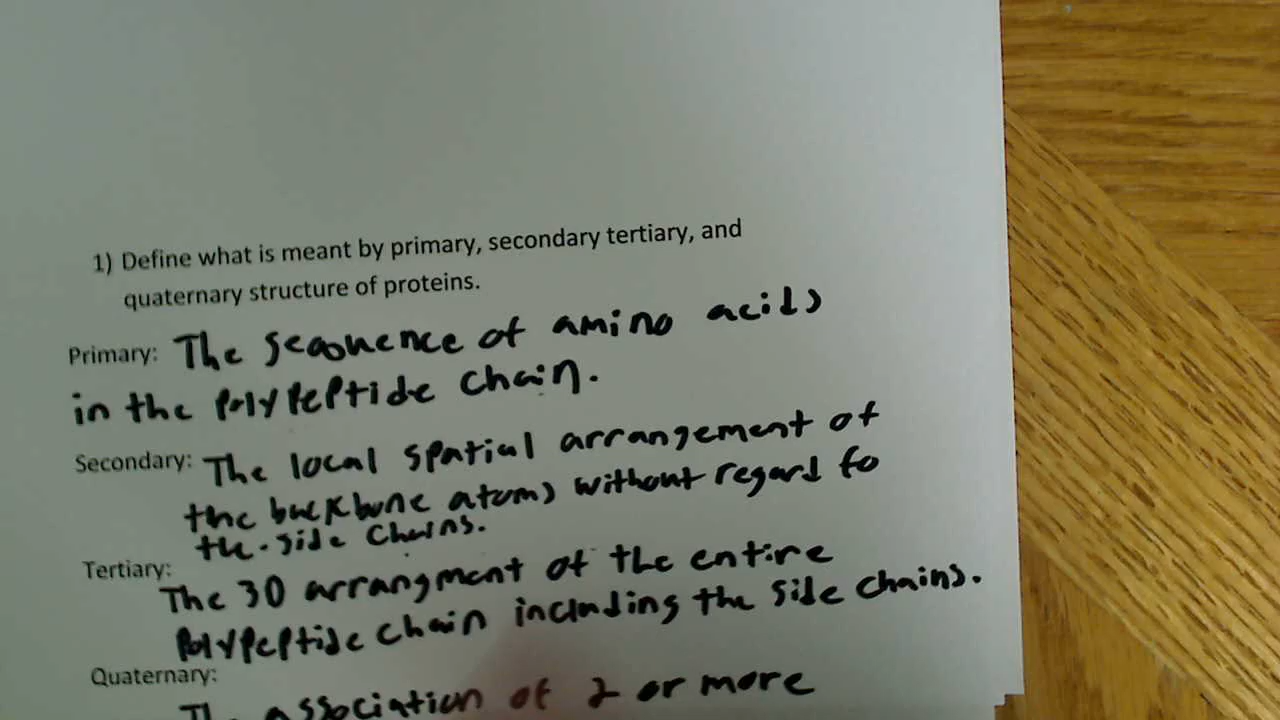 1) Define what is meant by primary, secondary tertiary, and
quaternary structure of proteins.
Primary: The sequence of amino acids
in the polypeptide chain.
Secondary: The local spatial arrangement of
the backbone atoms without regard to
the side chains.
Tertiary:
The 3D arrangment of the entire
polypeptide chain including the side chains.
Quaternary:
The association of 2 or more